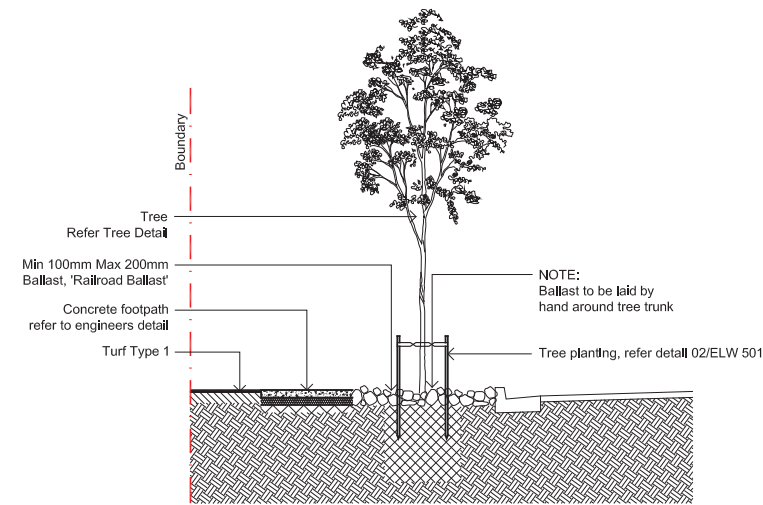 Boundary
Tree
Refer Tree Detail
Min 100mm Max 200mm
Ballast, 'Railroad Ballast'
Concrete footpath
refer to engineers detail
Turf Type 1
NOTE:
Ballast to be laid by
hand around tree trunk
Tree planting, refer detail 02/ELW 501